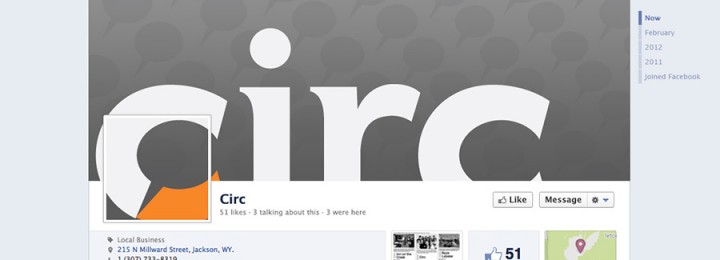 circ
Now
February
2012
2011
Joined Facebook
Circ
51 likes · 3 talking about this · 3 were here
Like
Message
Local Business
215 N Millward Street, Jackson, WY.
1 (307) 733-8319
51